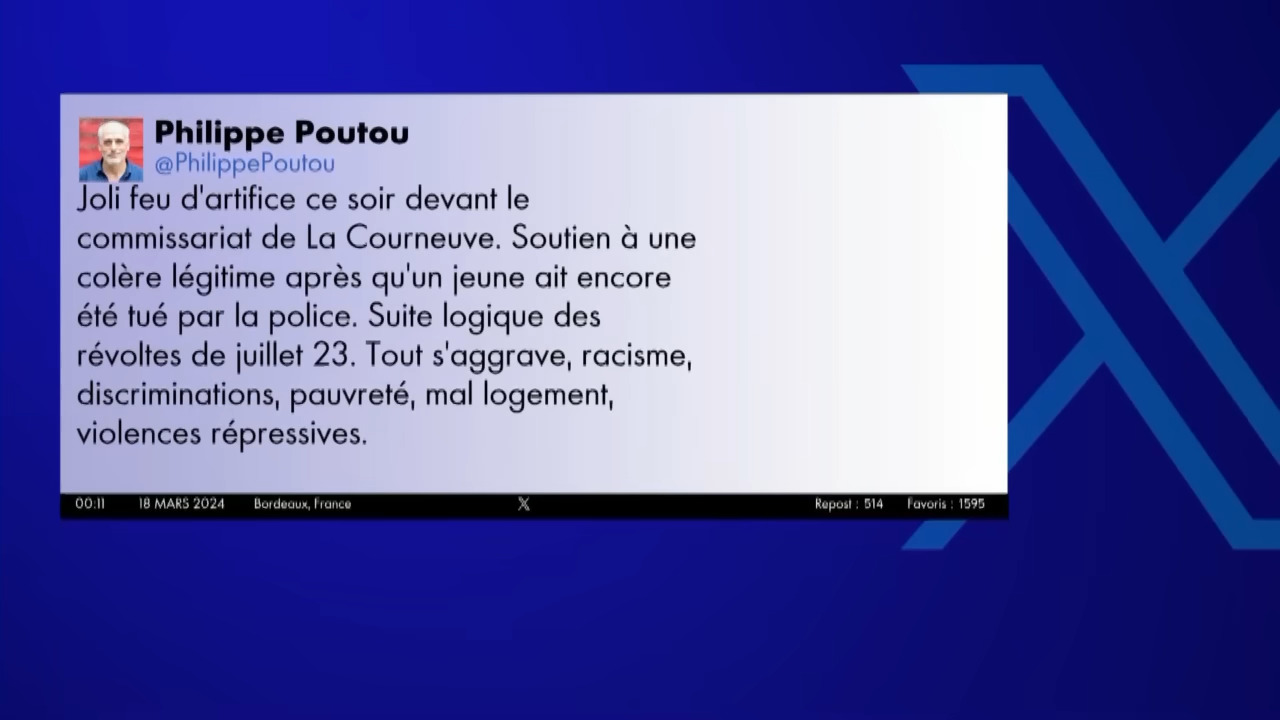 Philippe Poutou
@PhilippePoutou
Joli feu d'artifice ce soir devant le
commissariat de La Courneuve. Soutien à une
colère légitime après qu'un jeune ait encore
été tué par la police. Suite logique des
révoltes de juillet 23. Tout s'aggrave, racisme,
discriminations, pauvreté, mal logement,
violences répressives.
00:11 18 MARS 2024 Bordeaux, France X Repost : 514 Favoris : 1595